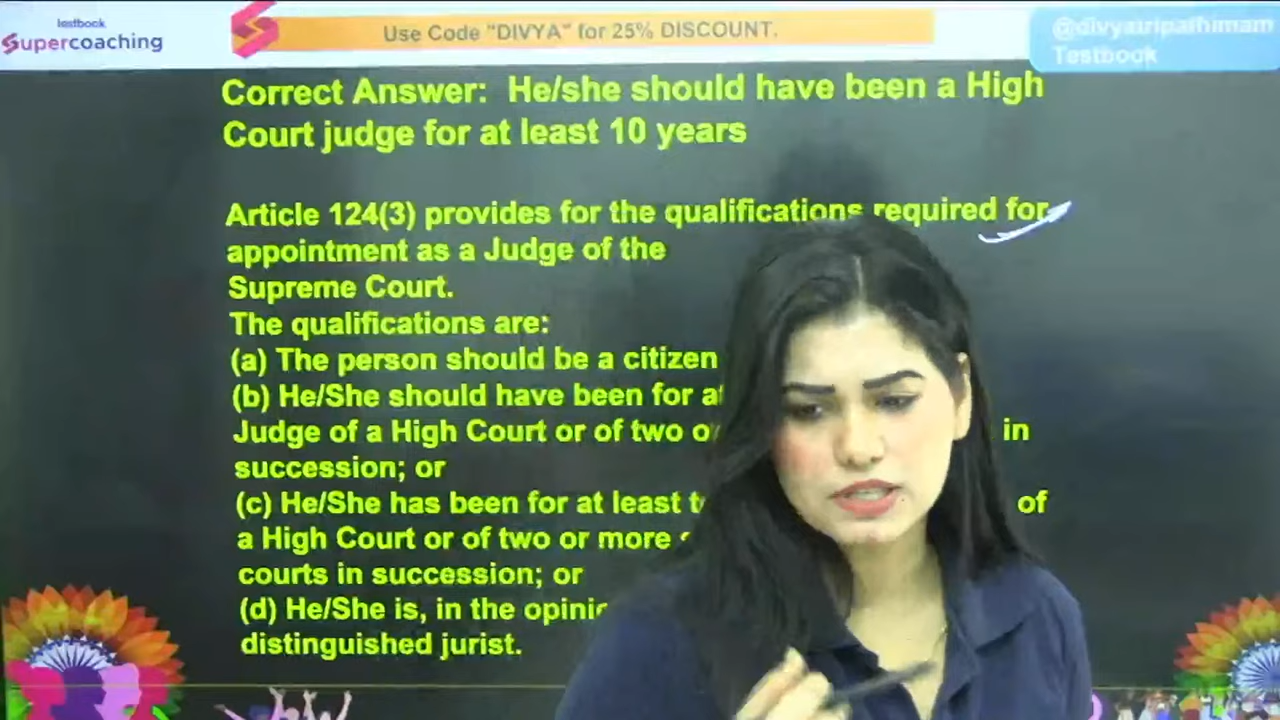 testbook
Supercoaching
Use Code "DIVYA" for 25% DISCOUNT.
@divyatripathimam
Testbook
Correct Answer: He/she should have been a High
Court judge for at least 10 years
Article 124(3) provides for the qualifications required for
appointment as a Judge of the
Supreme Court.
The qualifications are:
(a) The person should be a citizen
(b) He/She should have been for
Judge of a High Court or of two in
succession; or
(c) He/She has been for at least of
a High Court or of two or more
courts in succession; or
(d) He/She is, in the
distinguished jurist.